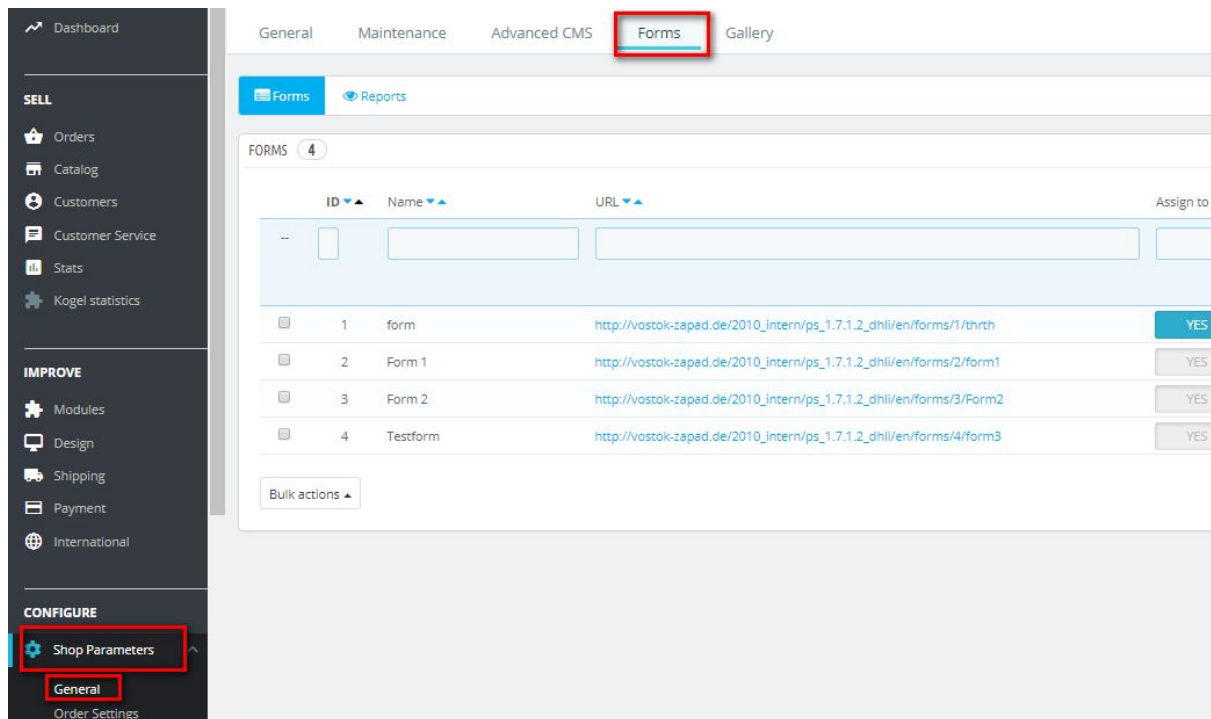 Dashboard
SELL
Orders
Catalog
Customers
Customer Service
Stats
Kogel statistics
IMPROVE
Modules
Design
Shipping
Payment
International
CONFIGURE
Shop Parameters
General
Order Settings
General Maintenance Advanced CMS Forms Gallery
Forms Reports
FORMS 4
ID Name URL Assign to
--
1 form http://vostok-zapad.de/2010_intern/ps_1.7.1.2_dhli/en/forms/1/thrth YES
2 Form 1 http://vostok-zapad.de/2010_intern/ps_1.7.1.2_dhli/en/forms/2/form1 YES
3 Form 2 http://vostok-zapad.de/2010_intern/ps_1.7.1.2_dhli/en/forms/3/Form2 YES
4 Testform http://vostok-zapad.de/2010_intern/ps_1.7.1.2_dhli/en/forms/4/form3 YES
Bulk actions